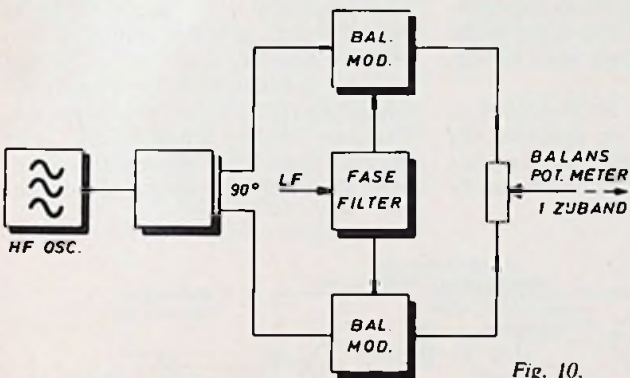 BAL.
MOD.
HF OSC.
90°
LF
FASE
FILTER
BALANS
POT. METER
1 ZIJBAND
BAL.
MOD.
Fig. 10.